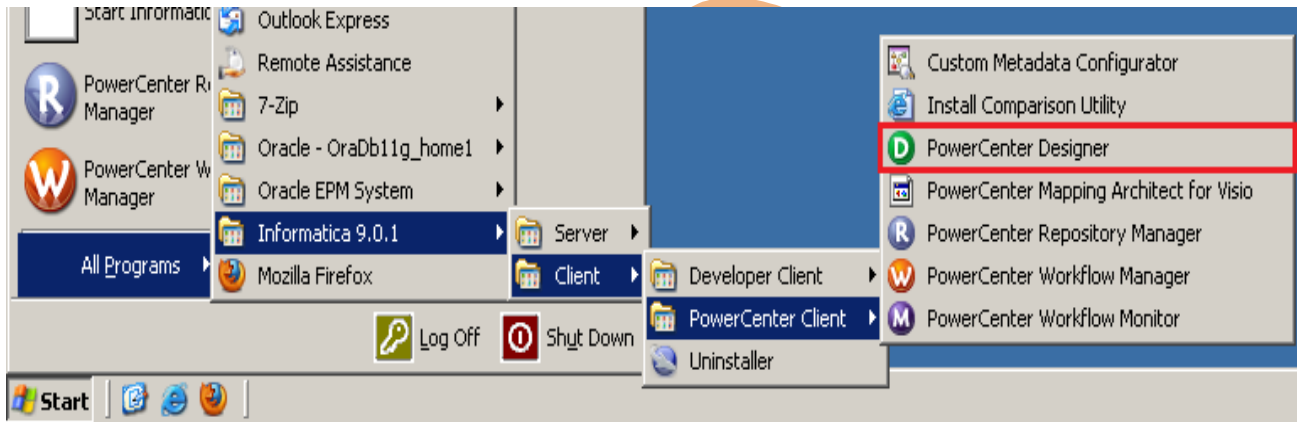 Start Informatic
PowerCenter R
Manager
PowerCenter W
Manager
All Programs
Outlook Express
Remote Assistance
7-Zip
Oracle - OraDb11g_home1
Oracle EPM System
Informatica 9.0.1
Mozilla Firefox
Log Off
Shut Down
Server
Client
Developer Client
PowerCenter Client
Uninstaller
Custom Metadata Configurator
Install Comparison Utility
PowerCenter Designer
PowerCenter Mapping Architect for Visio
PowerCenter Repository Manager
PowerCenter Workflow Manager
PowerCenter Workflow Monitor
Start